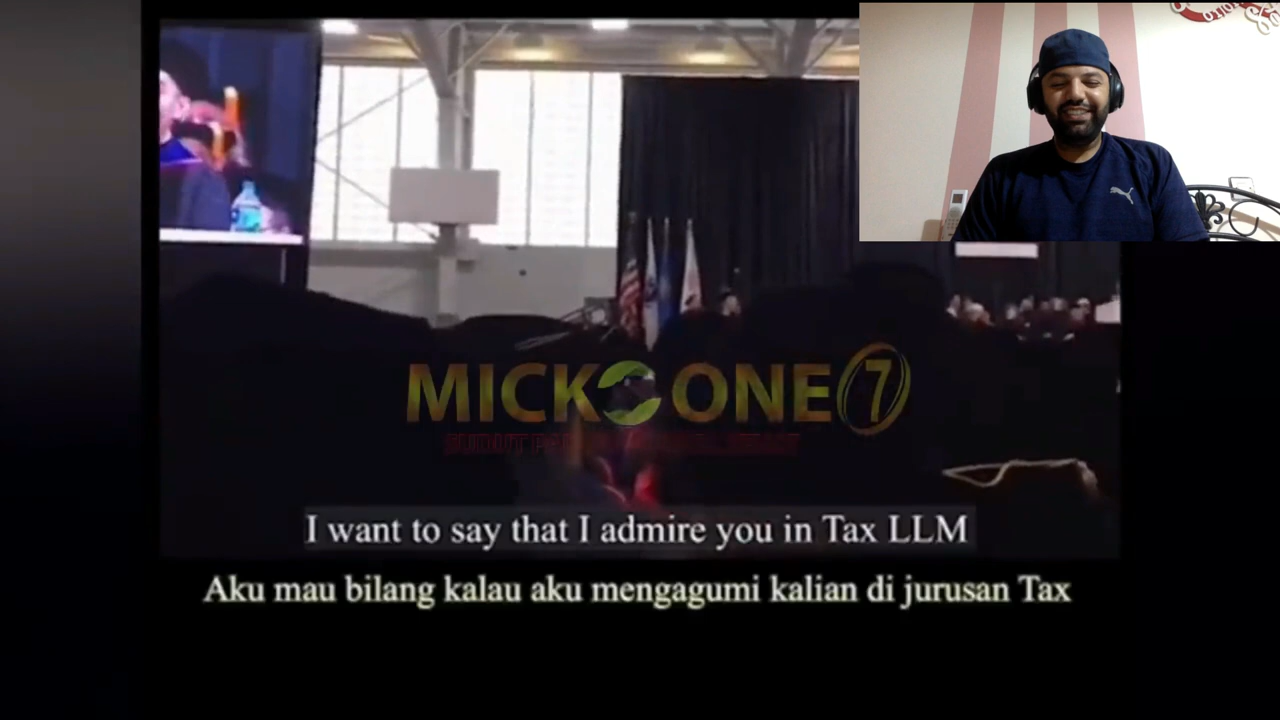 MICKO ONE 7
I want to say that I admire you in Tax LLM
Aku mau bilang kalau aku mengagumi kalian di jurusan Tax